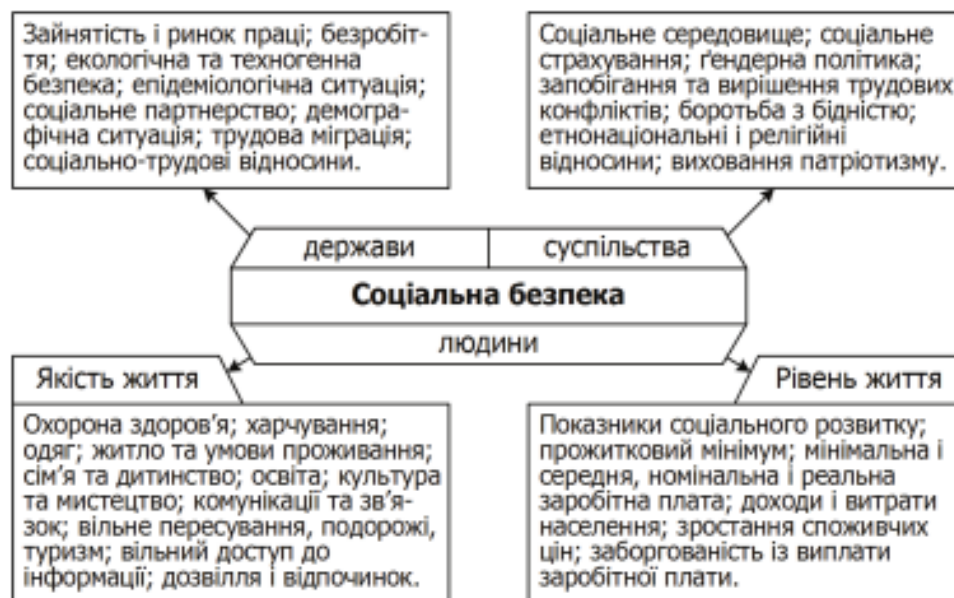 Зайнятість і ринок праці; безробіт-
тя; екологічна та техногенна
безпека; епідеміологічна ситуація;
соціальне партнерство; демогра-
фічна ситуація; трудова міграція;
соціально-трудові відносини.
Соціальне середовище; соціальне
страхування; ґендерна політика;
запобігання та вирішення трудових
конфліктів; боротьба з бідністю;
етнонаціональні і релігійні
відносини; виховання патріотизму.
держави
суспільства
Соціальна безпека
людини
Якість життя
Охорона здоров'я; харчування;
одяг; житло та умови проживання;
сім'я та дитинство; освіта; культура
та мистецтво; комунікації та зв'я-
зок; вільне пересування, подорожі,
туризм; вільний доступ до
інформації; дозвілля і відпочинок.
Рівень життя
Показники соціального розвитку;
прожитковий мінімум; мінімальна і
середня, номінальна і реальна
заробітна плата; доходи і витрати
населення; зростання споживчих
цін; заборгованість із виплати
заробітної плати.